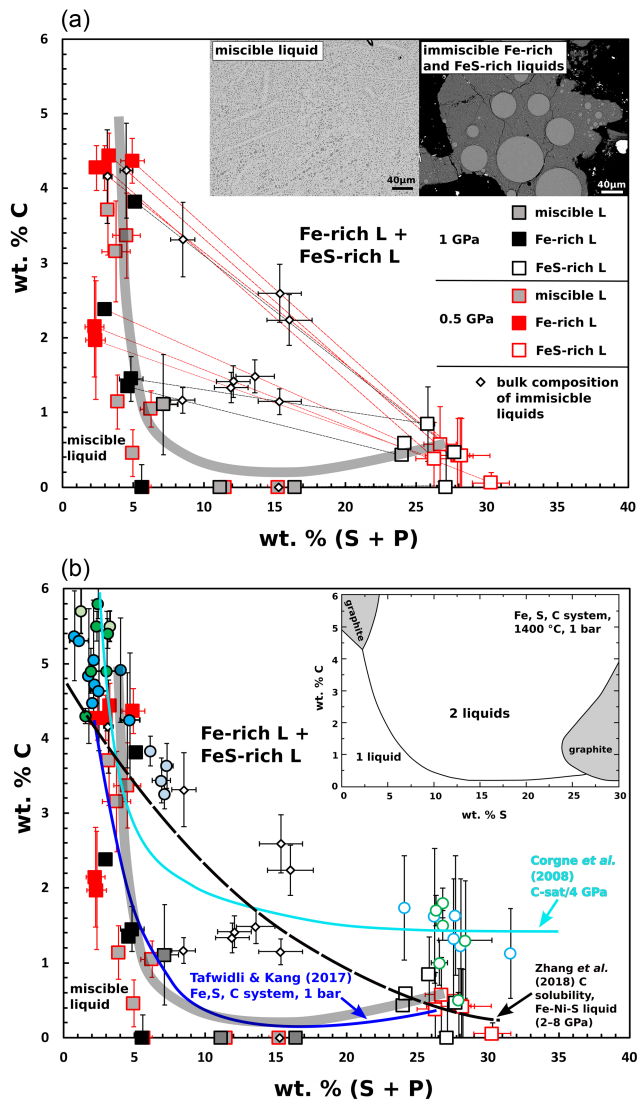 (a)
miscible liquid
immiscible Fe-rich
and FeS-rich liquids
40µm
40µm
6
5
4
3
2
1
0
wt. % C
Fe-rich L +
FeS-rich L
miscible
liquid
1 GPa
miscible L
Fe-rich L
FeS-rich L
0.5 GPa
miscible L
Fe-rich L
FeS-rich L
bulk composition
of immisicble
liquids
0 5 10 15 20 25 30 35
wt. % (S + P)
(b)
6
5
4
3
2
1
0
wt. % C
Fe-rich L +
FeS-rich L
miscible
liquid
6
5
4
3
2
1
0
wt. % C
graphite
Fe, S, C system,
1400 °C, 1 bar
2 liquids
1 liquid
graphite
0 5 10 15 20 25 30
wt. % S
Corgne et al.
(2008)
C-sat/4 GPa
Tafwidli & Kang (2017)
Fe,S, C system, 1 bar
Zhang et al.
(2018) C
solubility,
Fe-Ni-S liquid
(2–8 GPa)
0 5 10 15 20 25 30 35
wt. % (S + P)